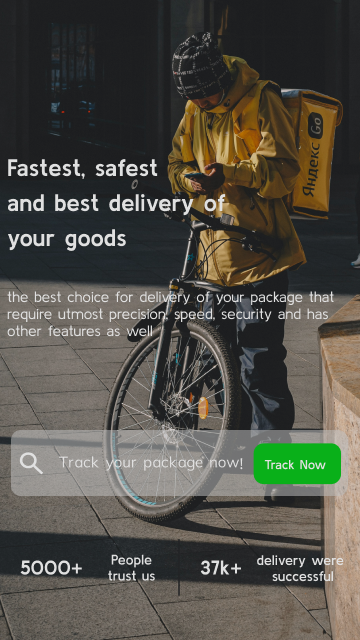 Яндекс Go
Fastest, safest
and best delivery of
your goods
the best choice for delivery of your package that
require utmost precision, speed, security and has
other features as well
Track your package now!
Track Now
5000+
People
trust us
37k+
delivery were
successful